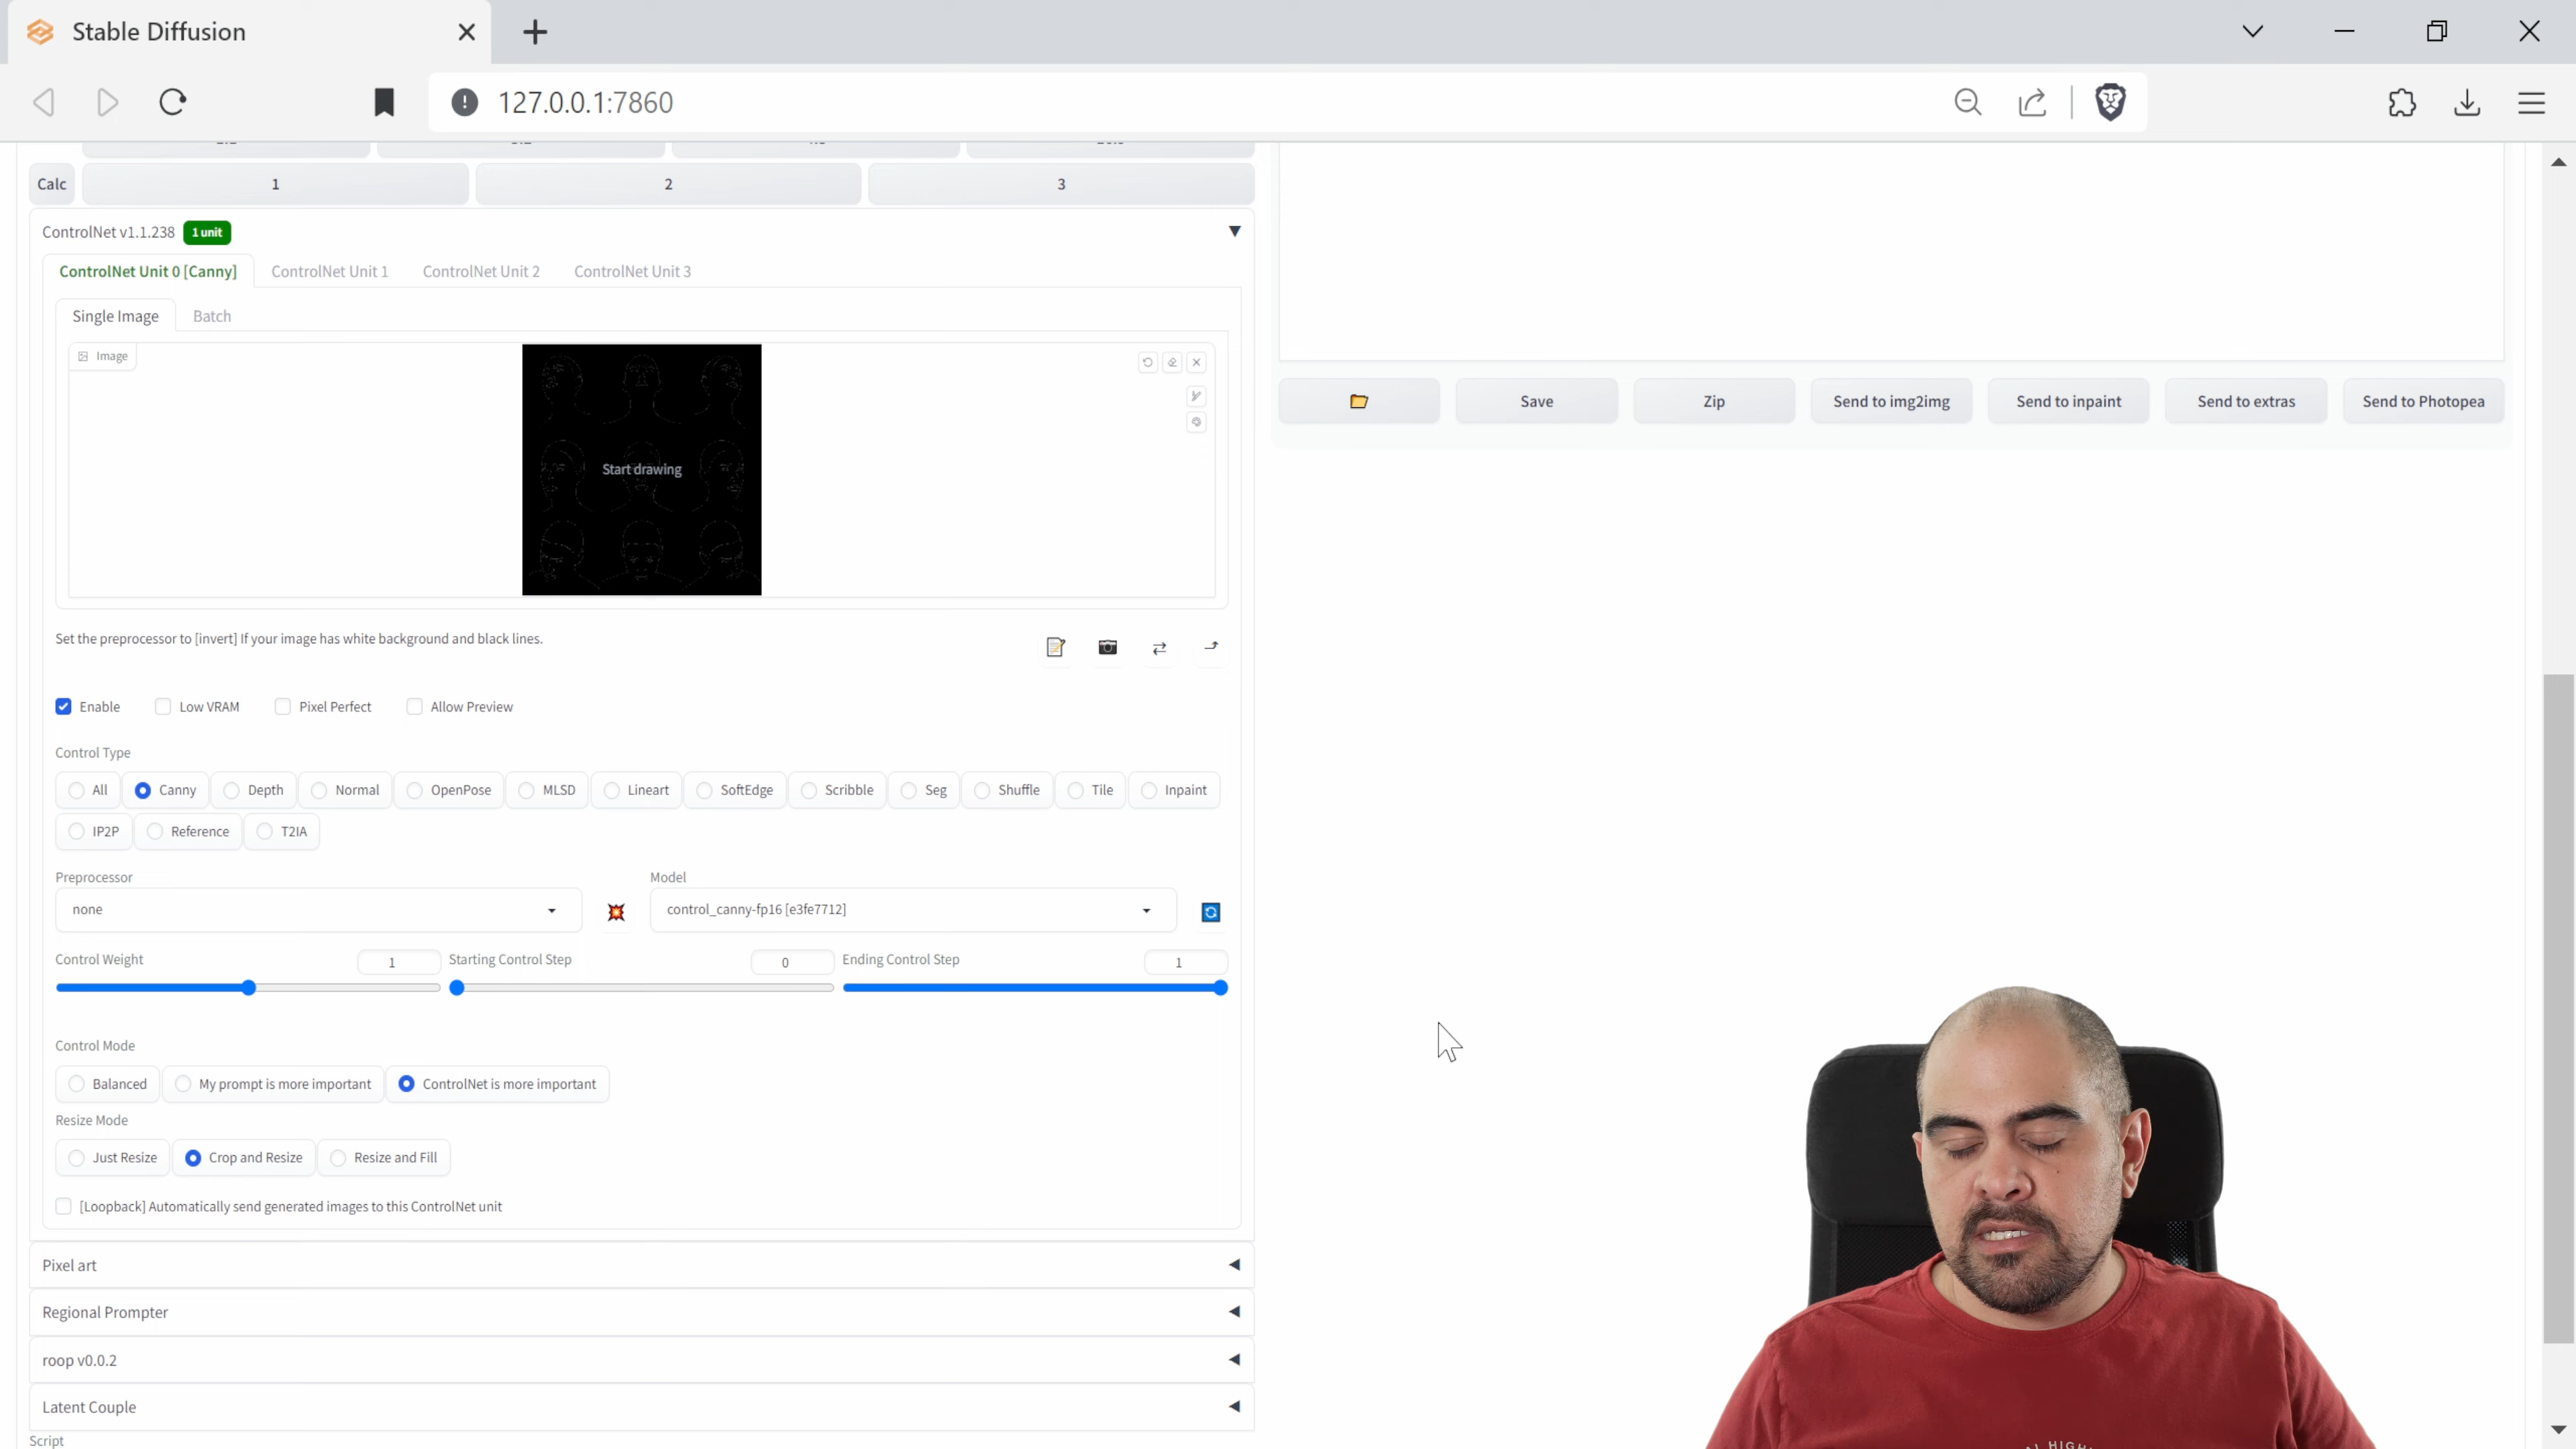 Stable Diffusion
127.0.0.1:7860
Calc 1 2 3
ControlNet v1.1.238 1 unit
ControlNet Unit 0 [Canny] ControlNet Unit 1 ControlNet Unit 2 ControlNet Unit 3
Single Image Batch
Image
Start drawing
Save Zip Send to img2img Send to inpaint Send to extras Send to Photopea
Set the preprocessor to [invert] If your image has white background and black lines.
Enable Low VRAM Pixel Perfect Allow Preview
Control Type
All Canny Depth Normal OpenPose MLSD Lineart SoftEdge Scribble Seg Shuffle Tile Inpaint
IP2P Reference T2IA
Preprocessor Model
none control_canny-fp16 [e3fe7712]
Control Weight 1 Starting Control Step 0 Ending Control Step 1
Control Mode
Balanced My prompt is more important ControlNet is more important
Resize Mode
Just Resize Crop and Resize Resize and Fill
[Loopback] Automatically send generated images to this ControlNet unit
Pixel art
Regional Prompter
roop v0.0.2
Latent Couple
Script